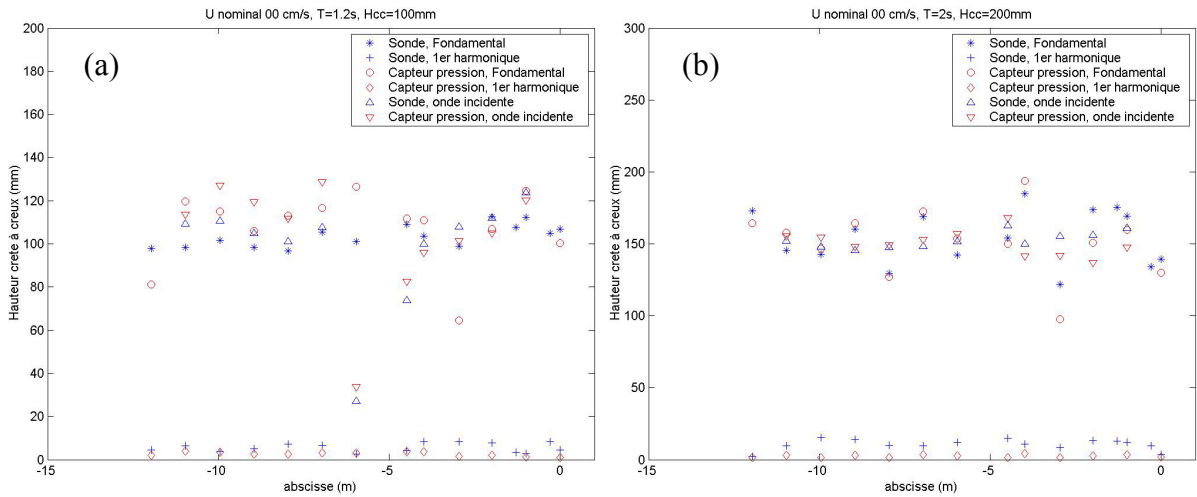 U nominal 00 cm/s, T=1.2s, Hcc=100mm
(a)
Sonde, Fondamental
Sonde, 1er harmonique
Capteur pression, Fondamental
Capteur pression, 1er harmonique
Sonde, onde incidente
Capteur pression, onde incidente
Hauteur crete à creux (mm)
200
180
160
140
120
100
80
60
40
20
0
-15
-10
-5
0
abscisse (m)
U nominal 00 cm/s, T=2s, Hcc=200mm
(b)
Sonde, Fondamental
Sonde, 1er harmonique
Capteur pression, Fondamental
Capteur pression, 1er harmonique
Sonde, onde incidente
Capteur pression, onde incidente
Hauteur crete à creux (mm)
300
250
200
150
100
50
0
-15
-10
-5
0
abscisse (m)